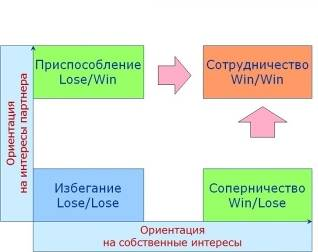 Приспособление
Lose/Win
Сотрудничество
Win/Win
Ориентация
на интересы партнера
Избегание
Lose/Lose
Соперничество
Win/Lose
Ориентация
на собственные интересы